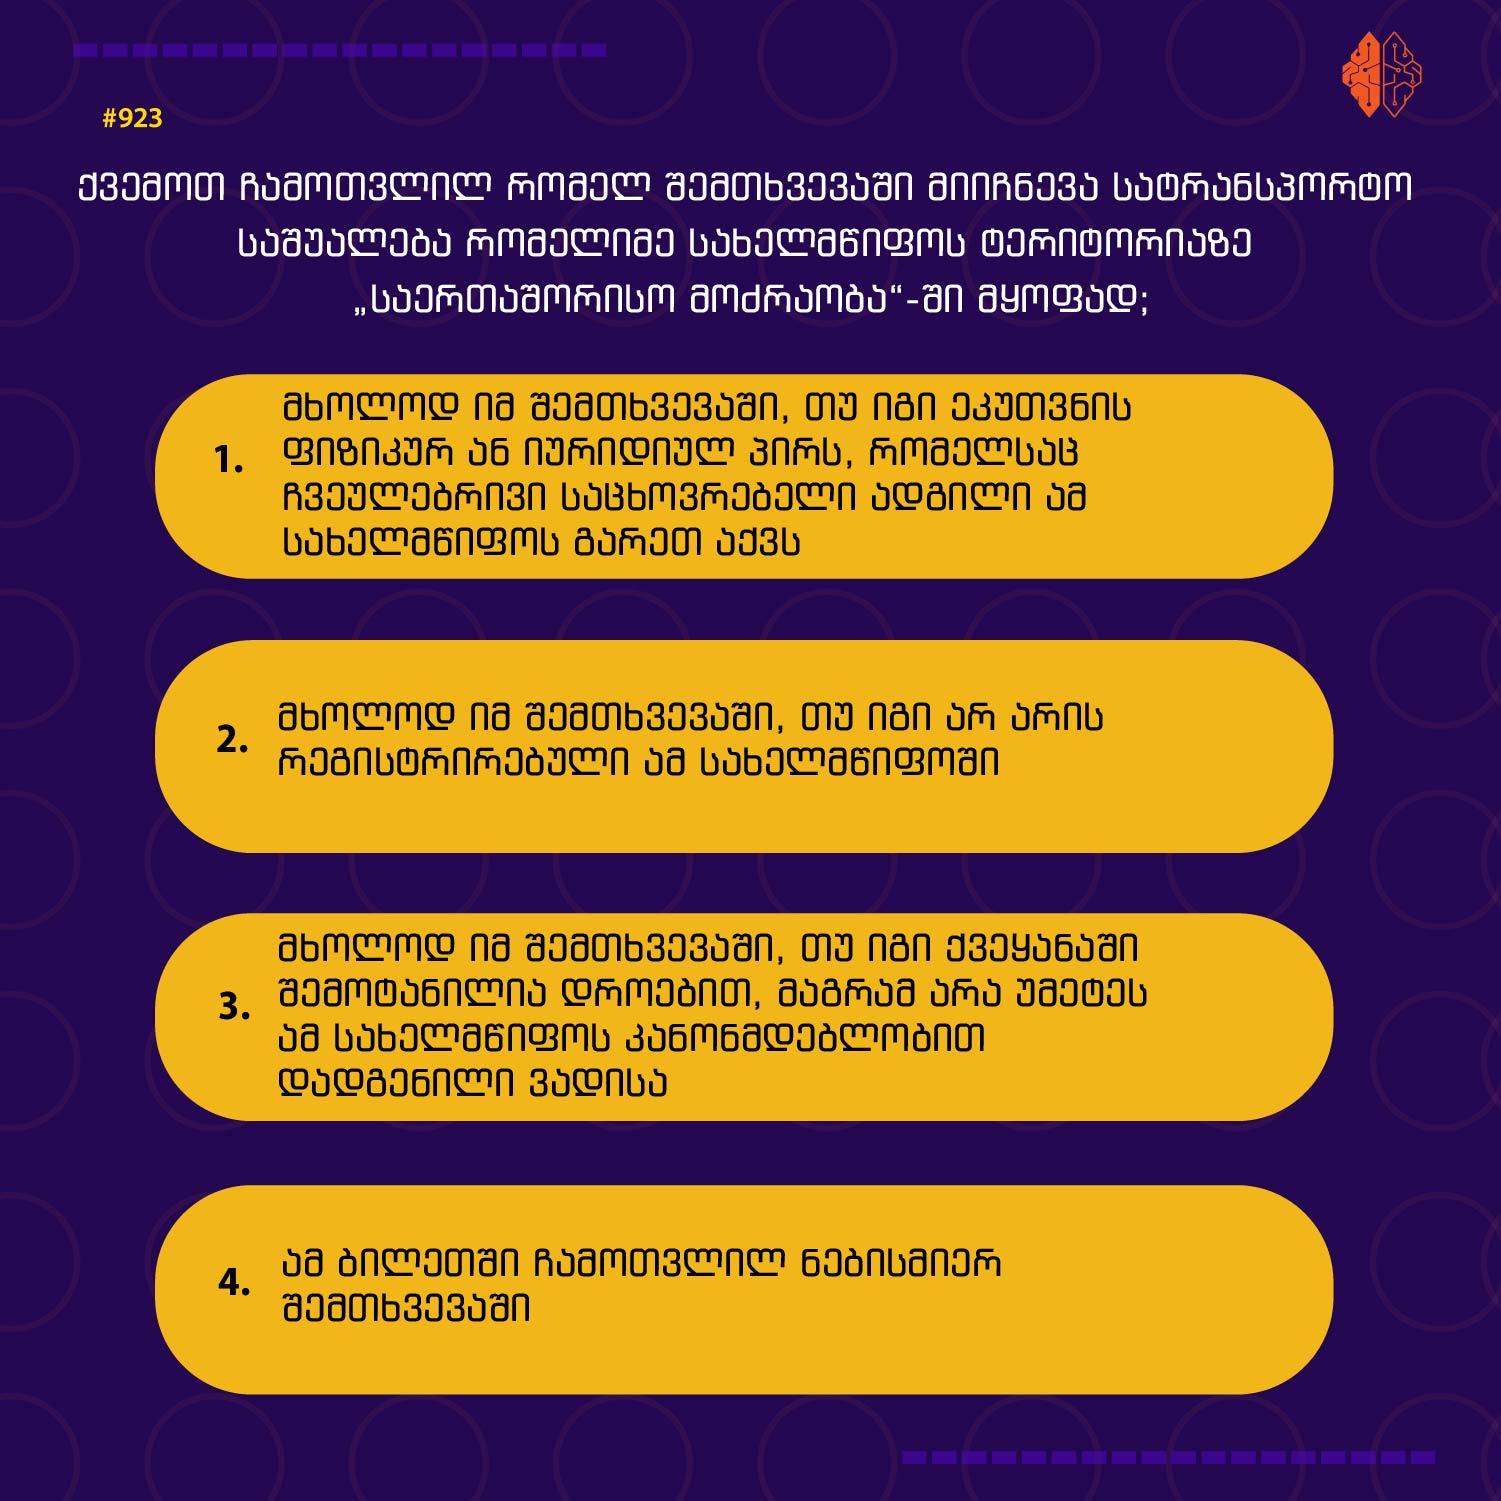 #923
ქვემოთ ჩამოთვლილ რომელ შემთხვევაში მიიჩნევა სატრანსპორტო
საშუალება რომელიმე სახელმწიფოს ტერიტორიაზე
„საერთაშორისო მოძრაობა“-ში მყოფად;
1. მხოლოდ იმ შემთხვევაში, თუ იგი ეკუთვნის
ფიზიკურ ან იურიდიულ პირს, რომელსაც
ჩვეულებრივი საცხოვრებელი ადგილი ამ
სახელმწიფოს გარეთ აქვს
2. მხოლოდ იმ შემთხვევაში, თუ იგი არ არის
რეგისტრირებული ამ სახელმწიფოში
3. მხოლოდ იმ შემთხვევაში, თუ იგი ქვეყანაში
შემოტანილია დროებით, მაგრამ არა უმეტეს
ამ სახელმწიფოს კანონმდებლობით
დადგენილი ვადისა
4. ამ ბილეთში ჩამოთვლილ ნებისმიერ
შემთხვევაში